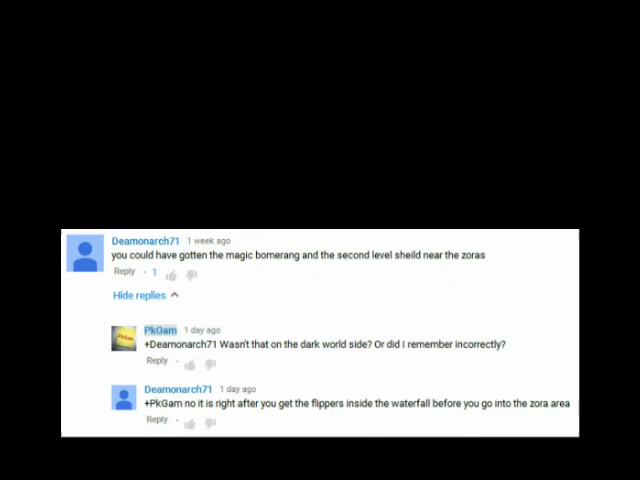 Deamonarch71 1 week ago
you could have gotten the magic bomerang and the second level sheild near the zoras
Reply · 1
Hide replies
PkGam 1 day ago
+Deamonarch71 Wasn't that on the dark world side? Or did I remember incorrectly?
Reply ·
Deamonarch71 1 day ago
+PkGam no it is right after you get the flippers inside the waterfall before you go into the zora area
Reply ·